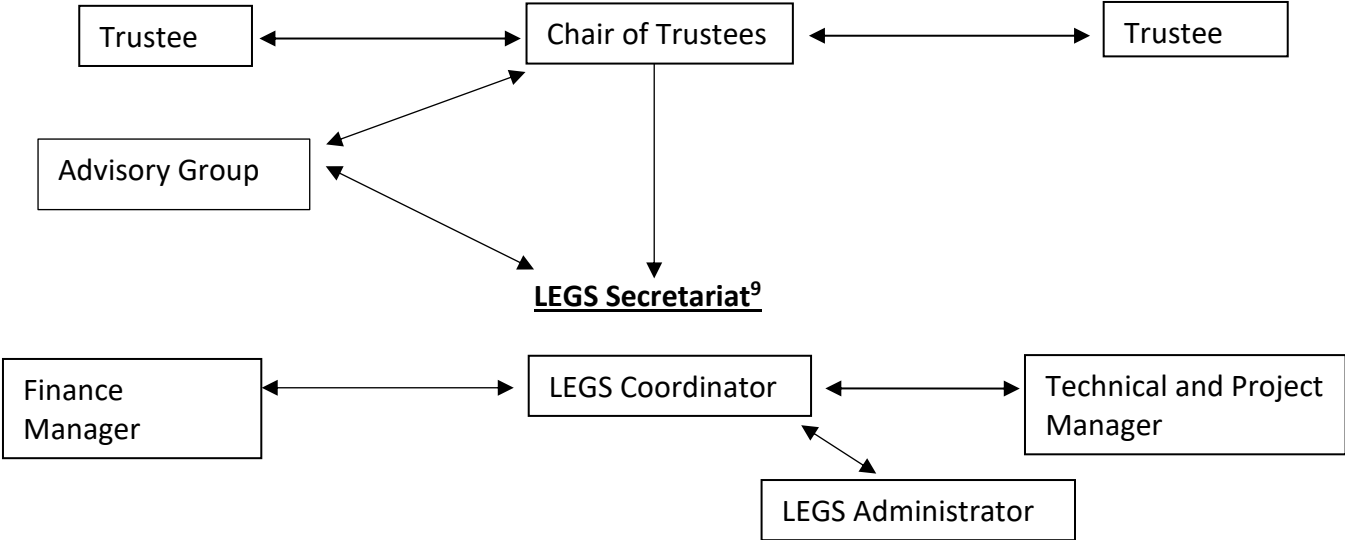 Trustee
Chair of Trustees
Trustee
Advisory Group
LEGS Secretariat⁹
Finance
Manager
LEGS Coordinator
Technical and Project
Manager
LEGS Administrator